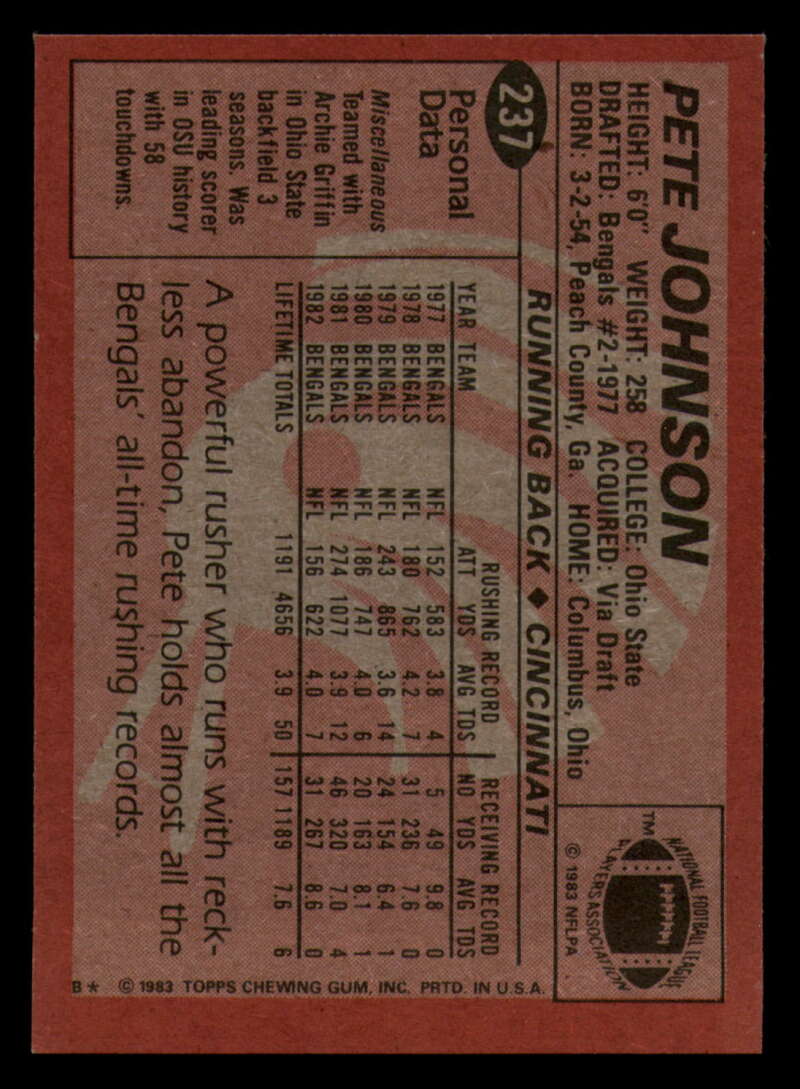 PETE JOHNSON
HEIGHT: 6'0" WEIGHT: 258 COLLEGE: Ohio State
DRAFTED: Bengals #2-1977 ACQUIRED: Via Draft
BORN: 3-2-54, Peach County, Ga. HOME: Columbus, Ohio
NATIONAL FOOTBALL LEAGUE
PLAYERS ASSOCIATION
TM
© 1983 NFLPA
237
RUNNING BACK ♦ CINCINNATI
Personal
Data
Miscellaneous
Teamed with
Archie Griffin
in Ohio State
backfield 3
seasons. Was
leading scorer
in OSU history
with 58
touchdowns.
RUSHING RECORD RECEIVING RECORD
YEAR TEAM ATT YDS AVG TDS NO YDS AVG TDS
1977 BENGALS NFL 152 583 3.8 4 5 49 9.8 0
1978 BENGALS NFL 180 762 4.2 7 31 236 7.6 0
1979 BENGALS NFL 243 865 3.6 14 24 154 6.4 1
1980 BENGALS NFL 186 747 4.0 6 20 163 8.1 1
1981 BENGALS NFL 274 1077 3.9 12 46 320 7.0 4
1982 BENGALS NFL 156 622 4.0 7 31 267 8.6 0
LIFETIME TOTALS 1191 4656 3.9 50 157 1189 7.6 6
A powerful rusher who runs with reck-
less abandon, Pete holds almost all the
Bengals' all-time rushing records.
B* © 1983 TOPPS CHEWING GUM, INC. PRTD. IN U.S.A.